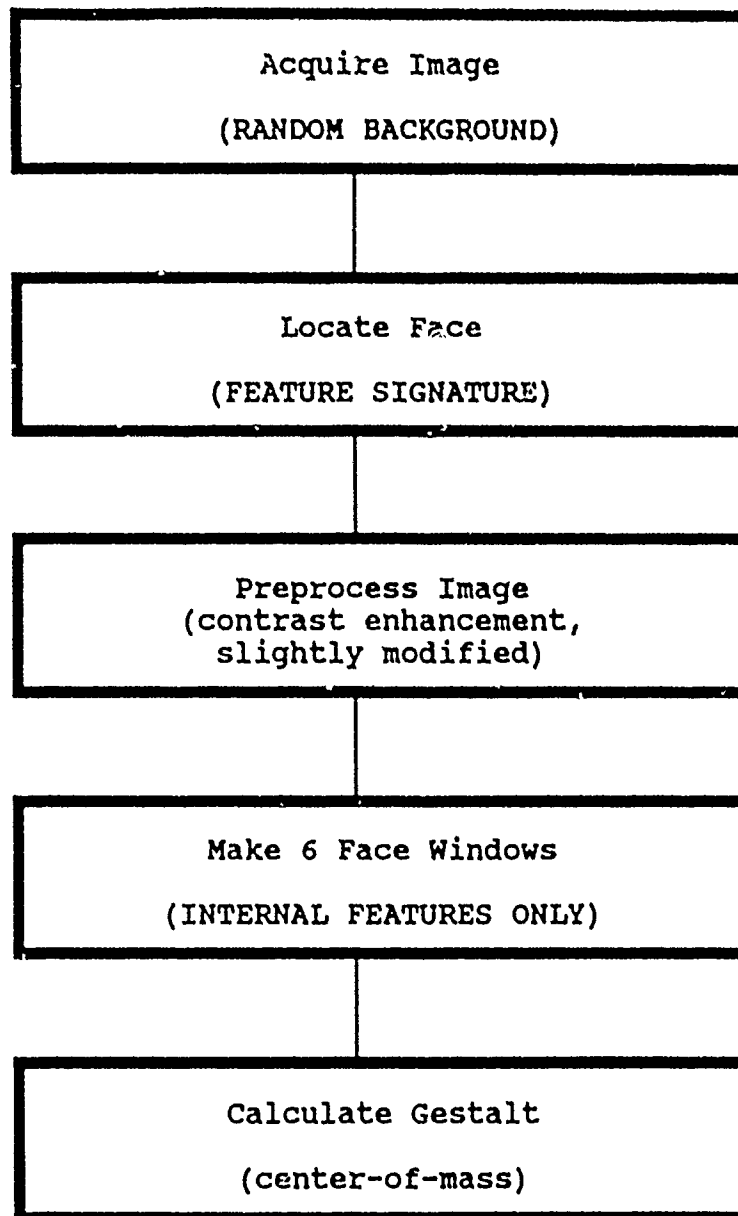 Acquire Image
(RANDOM BACKGROUND)
Locate Face
(FEATURE SIGNATURE)
Preprocess Image
(contrast enhancement,
slightly modified)
Make 6 Face Windows
(INTERNAL FEATURES ONLY)
Calculate Gestalt
(center-of-mass)